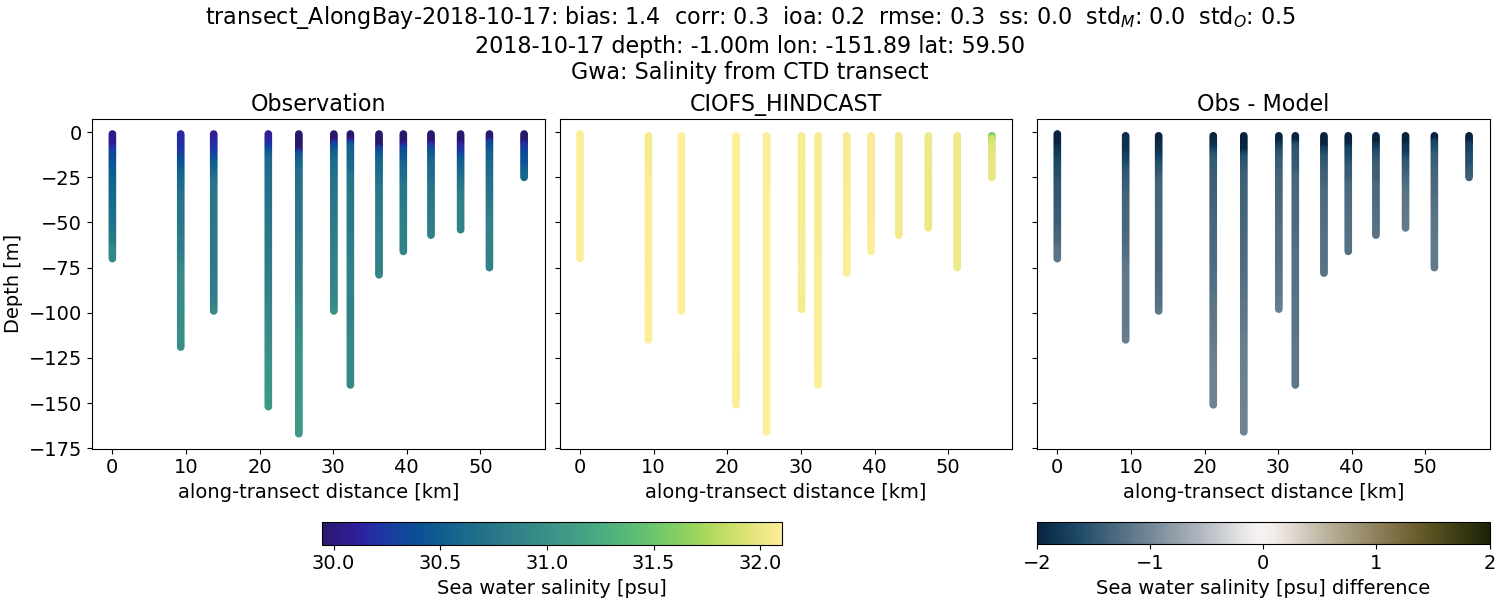 transect_AlongBay-2018-10-17: bias: 1.4 corr: 0.3 ioa: 0.2 rmse: 0.3 ss: 0.0 std_M: 0.0 std_O: 0.5
2018-10-17 depth: -1.00m lon: -151.89 lat: 59.50
Gwa: Salinity from CTD transect
Observation
CIOFS_HINDCAST
Obs - Model
Depth [m]
0
−25
−50
−75
−100
−125
−150
−175
0 10 20 30 40 50
0 10 20 30 40 50
0 10 20 30 40 50
along-transect distance [km]
along-transect distance [km]
along-transect distance [km]
30.0 30.5 31.0 31.5 32.0
Sea water salinity [psu]
−2 −1 0 1 2
Sea water salinity [psu] difference